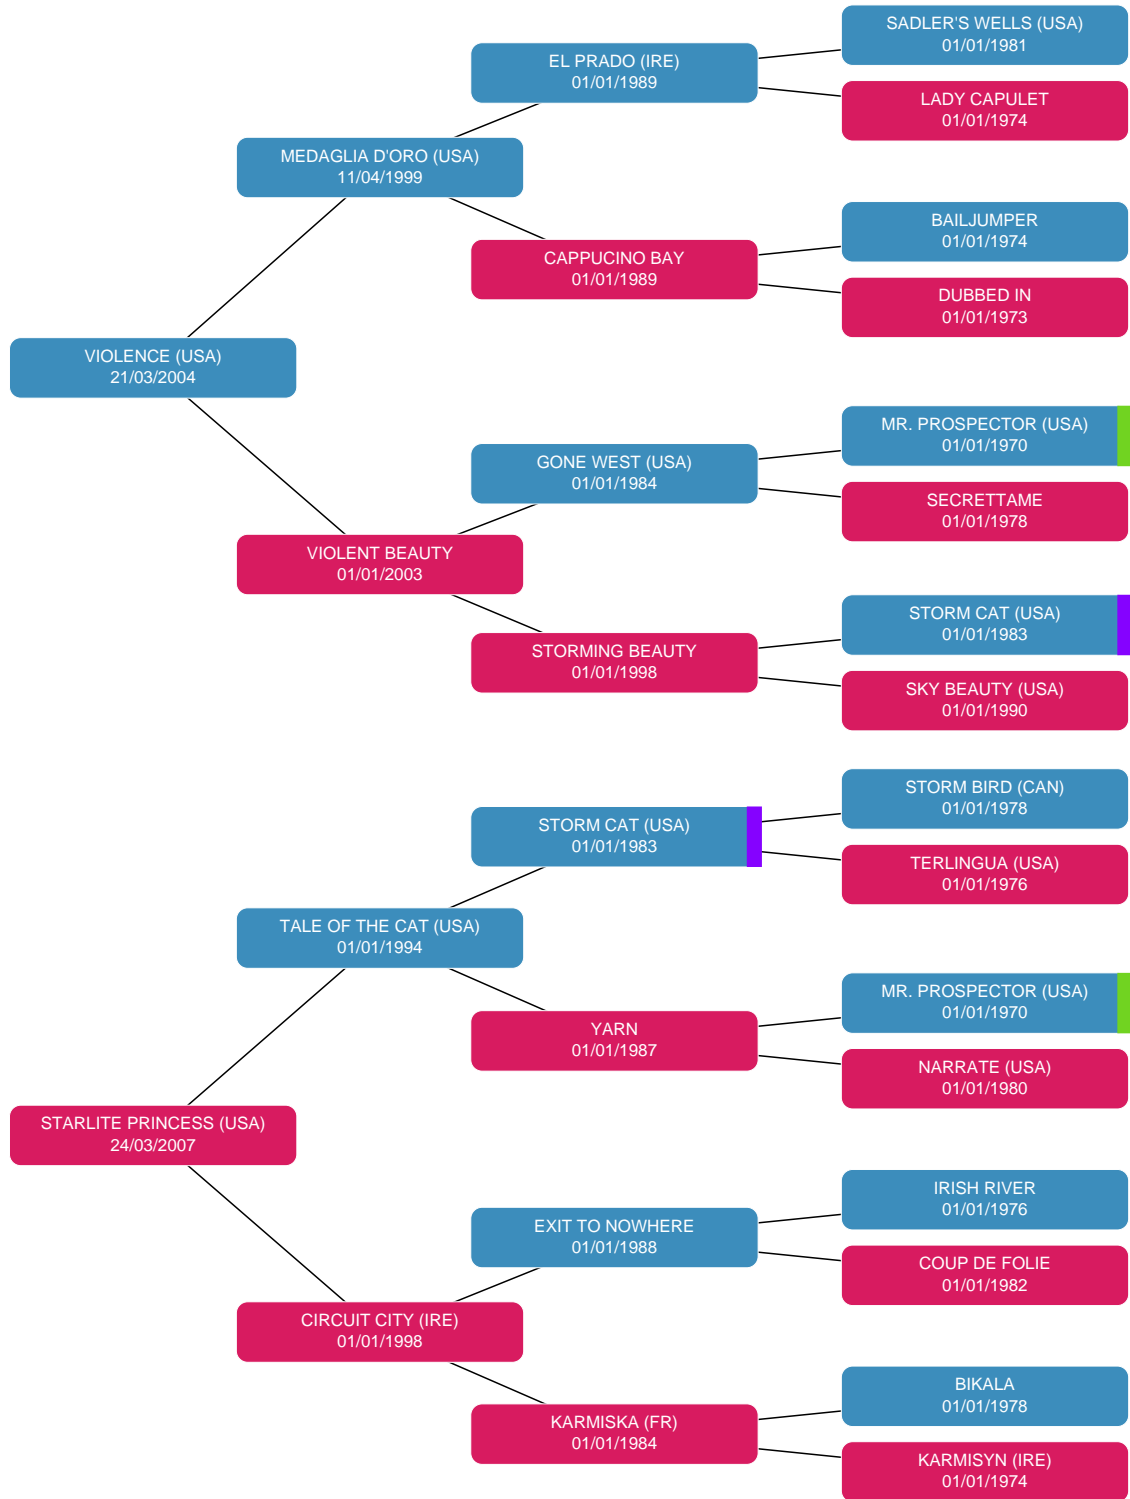 SADLER'S WELLS (USA)
01/01/1981
EL PRADO (IRE)
01/01/1989
LADY CAPULET
01/01/1974
MEDAGLIA D'ORO (USA)
11/04/1999
BAILJUMPER
01/01/1974
CAPPUCINO BAY
01/01/1989
DUBBED IN
01/01/1973
VIOLENCE (USA)
21/03/2004
MR. PROSPECTOR (USA)
01/01/1970
GONE WEST (USA)
01/01/1984
SECRETTAME
01/01/1978
VIOLENT BEAUTY
01/01/2003
STORM CAT (USA)
01/01/1983
STORMING BEAUTY
01/01/1998
SKY BEAUTY (USA)
01/01/1990
STORM BIRD (CAN)
01/01/1978
STORM CAT (USA)
01/01/1983
TERLINGUA (USA)
01/01/1976
TALE OF THE CAT (USA)
01/01/1994
MR. PROSPECTOR (USA)
01/01/1970
YARN
01/01/1987
NARRATE (USA)
01/01/1980
STARLITE PRINCESS (USA)
24/03/2007
IRISH RIVER
01/01/1976
EXIT TO NOWHERE
01/01/1988
COUP DE FOLIE
01/01/1982
CIRCUIT CITY (IRE)
01/01/1998
BIKALA
01/01/1978
KARMISKA (FR)
01/01/1984
KARMISYN (IRE)
01/01/1974